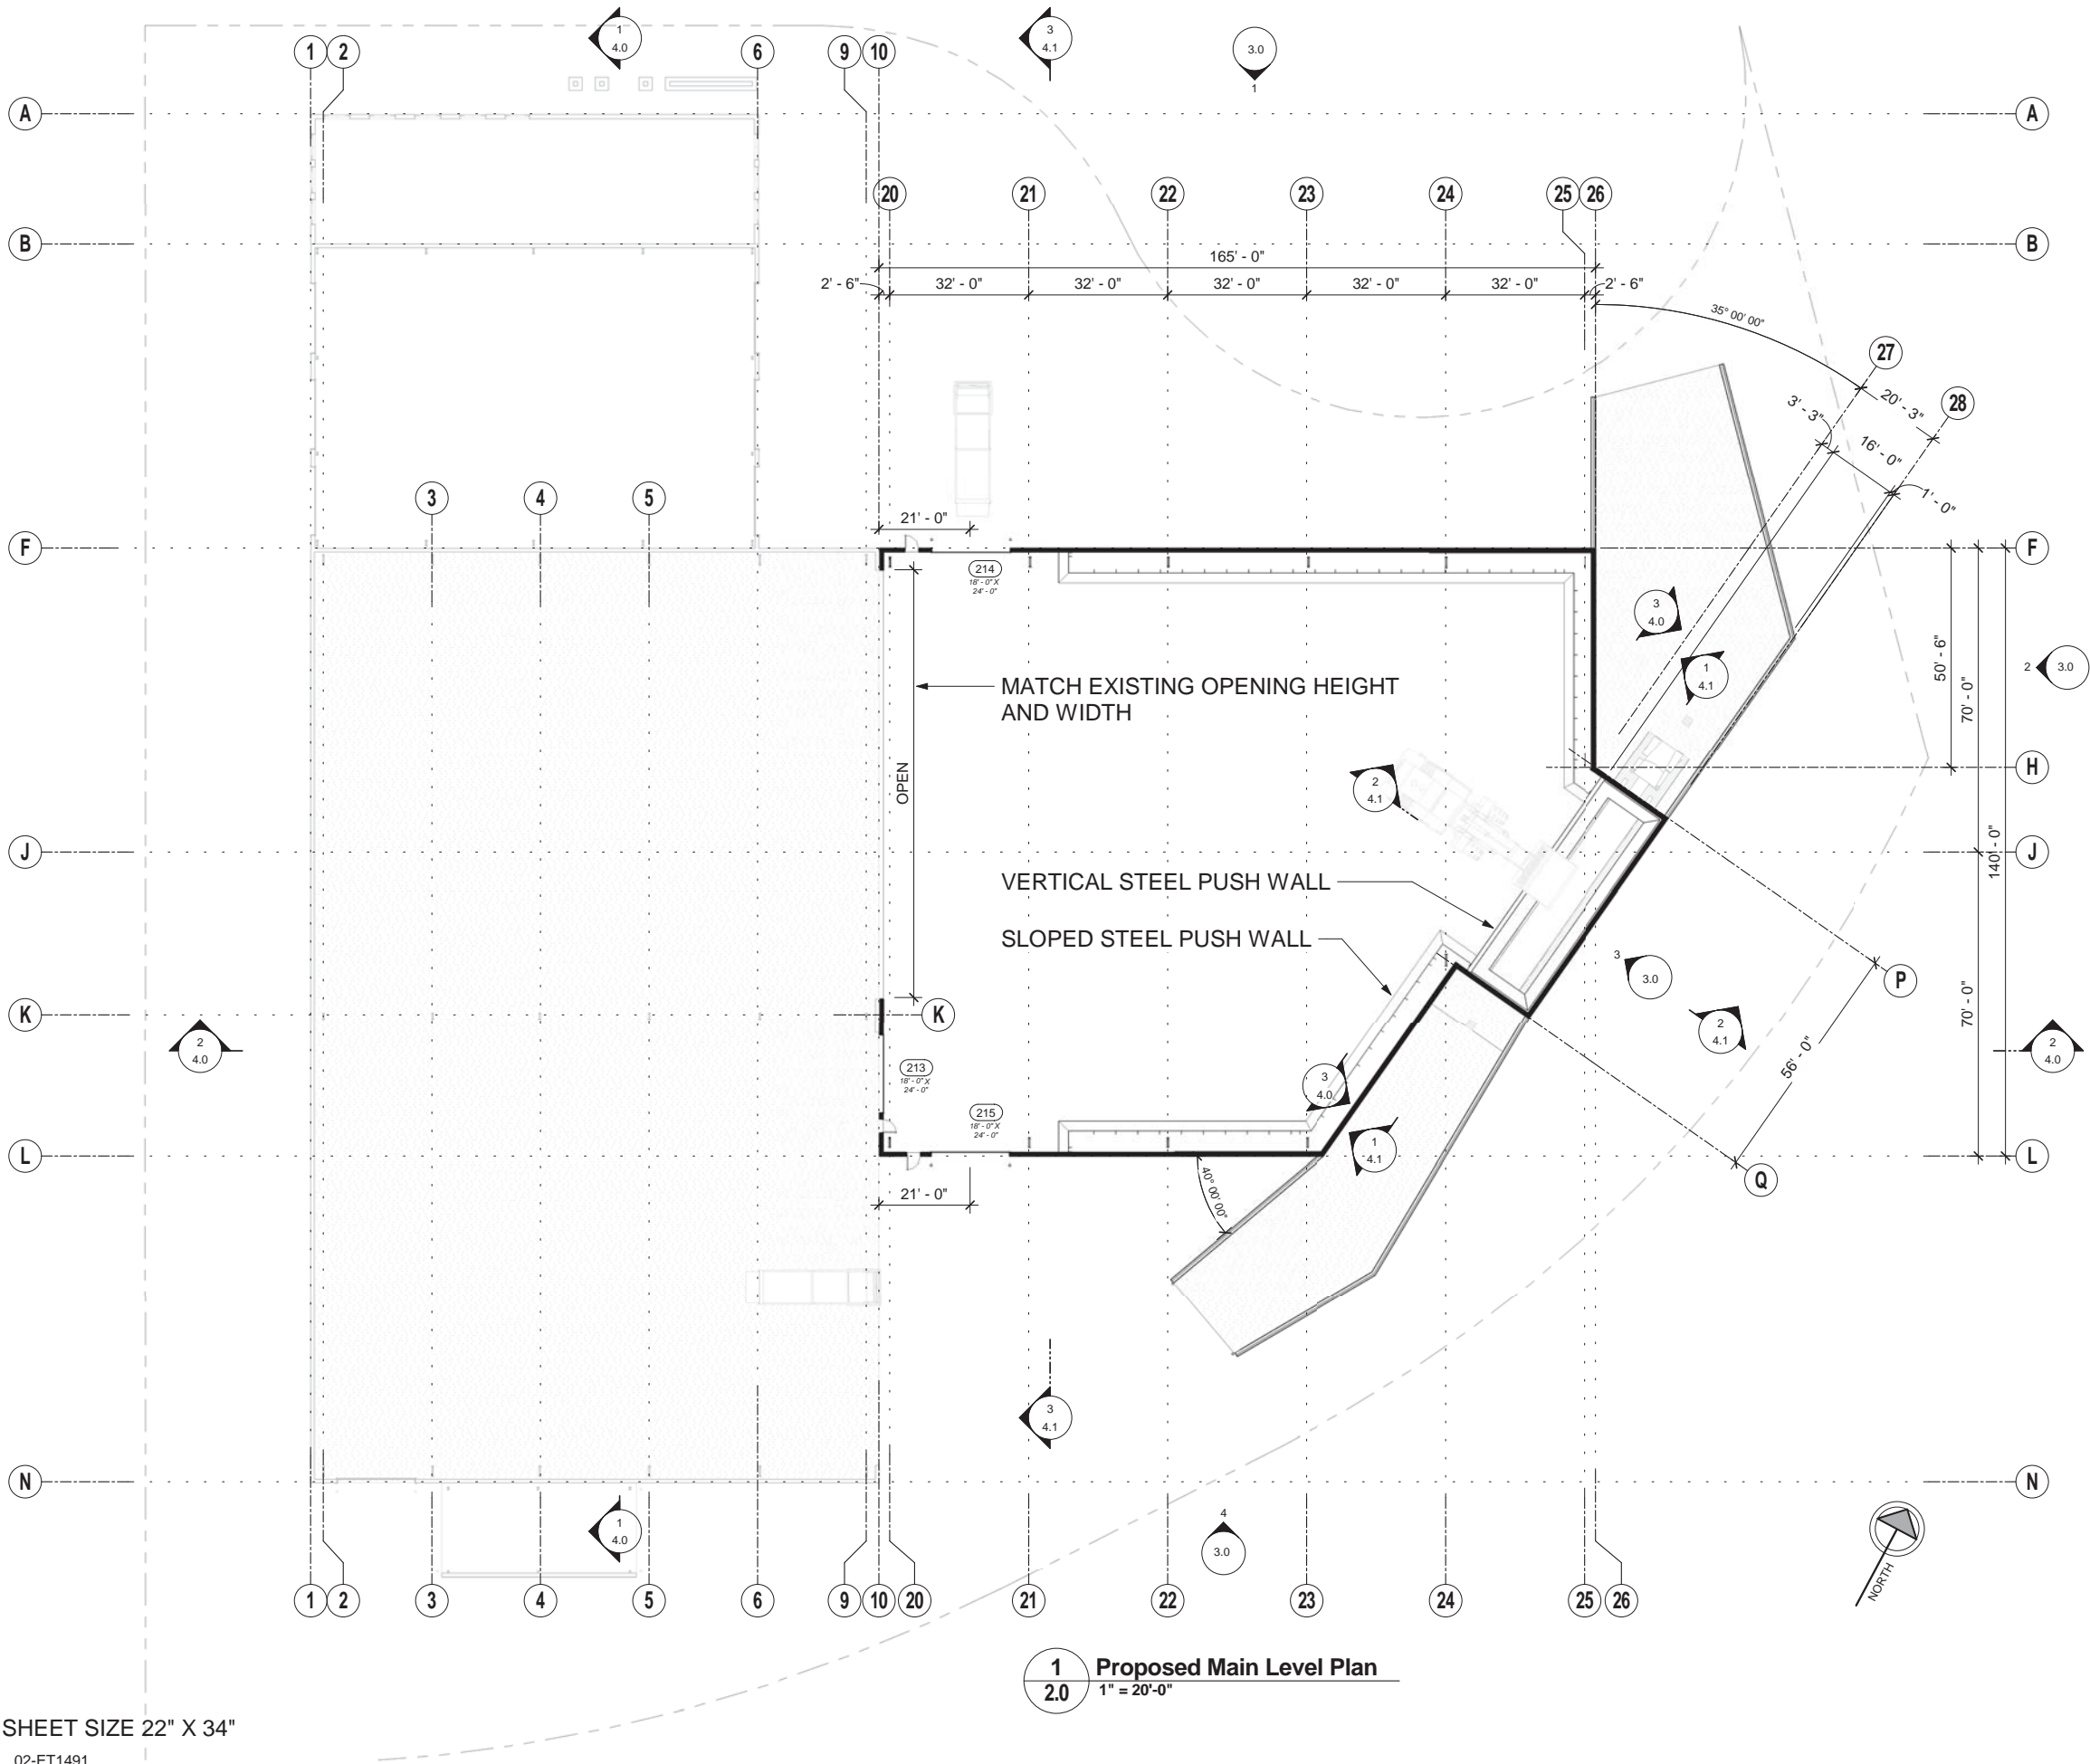 1
4.0
3
4.1
3.0
1
1
2
6
9
10
A
A
20
21
22
23
24
25
26
B
B
165' - 0"
2' - 6"
32' - 0"
32' - 0"
32' - 0"
32' - 0"
32' - 0"
2' - 6"
35° 00' 00"
27
20' - 3"
28
3' - 3"
16' - 0"
1' - 0"
3
4
5
21' - 0"
F
F
214
18' - 0" X
24' - 0"
3
4.0
50' - 6"
70' - 0"
2
3.0
1
4.1
MATCH EXISTING OPENING HEIGHT
AND WIDTH
OPEN
H
2
4.1
J
J
140' - 0"
VERTICAL STEEL PUSH WALL
SLOPED STEEL PUSH WALL
3
3.0
P
K
K
70' - 0"
2
4.0
2
4.1
2
4.0
56' - 0"
213
18' - 0" X
24' - 0"
3
4.0
215
18' - 0" X
24' - 0"
1
4.1
L
L
40° 00' 00"
Q
21' - 0"
3
4.1
N
N
1
4.0
4
3.0
NORTH
1
2
3
4
5
6
9
10
20
21
22
23
24
25
26
1
2.0
Proposed Main Level Plan
1" = 20'-0"
SHEET SIZE 22" X 34"
02-ET1491